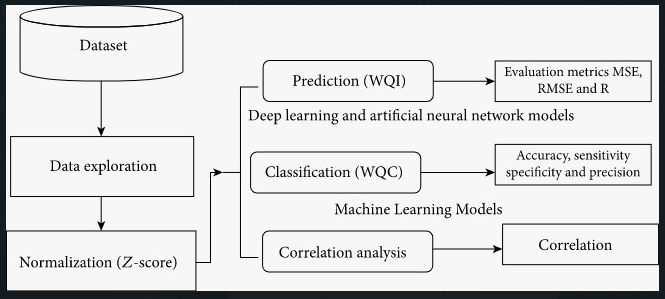 Dataset
Data exploration
Normalization (Z-score)
Prediction (WQI)
Evaluation metrics MSE,
RMSE and R
Deep learning and artificial neural network models
Classification (WQC)
Accuracy, sensitivity
specificity and precision
Machine Learning Models
Correlation analysis
Correlation